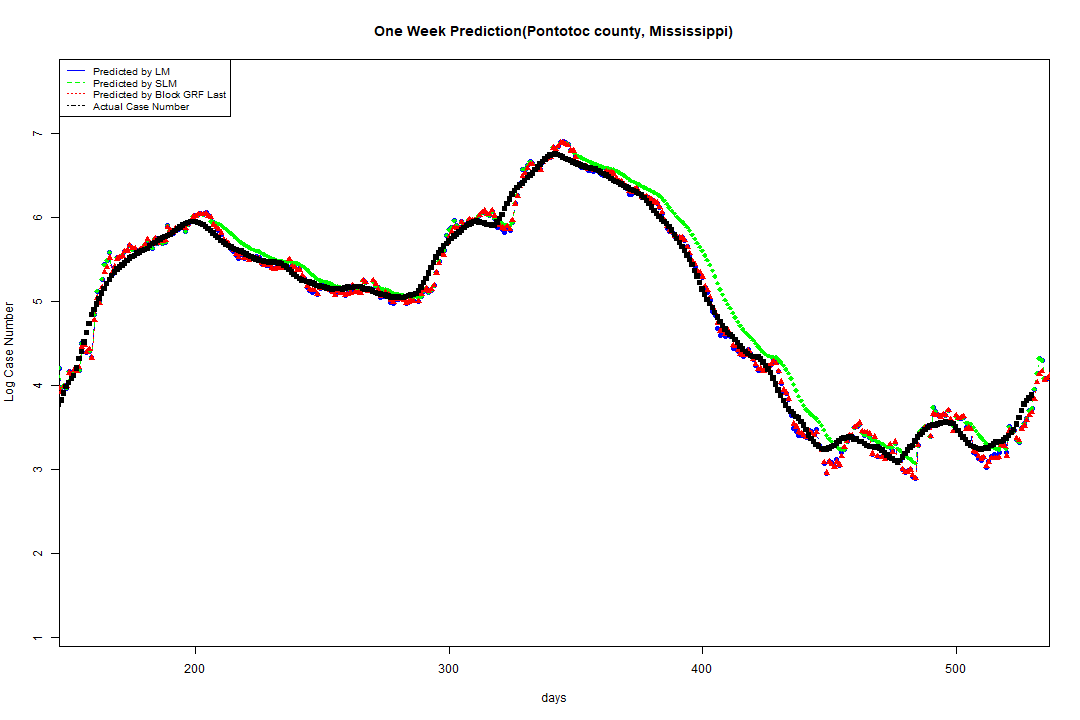 One Week Prediction(Pontotoc county, Mississippi)
Predicted by LM
Predicted by SLM
Predicted by Block GRF Last
Actual Case Number
Log Case Number
7
6
5
4
3
2
1
200 300 400 500
days